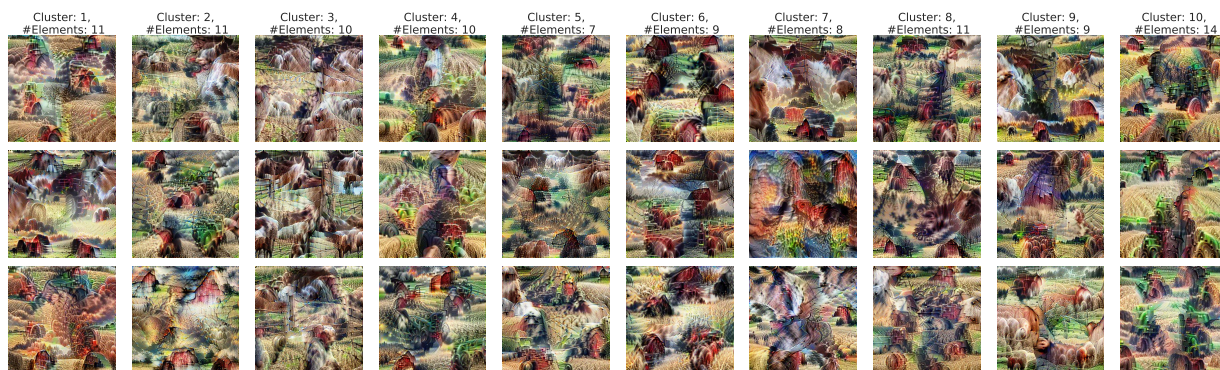 Cluster: 1,
#Elements: 11
Cluster: 2,
#Elements: 11
Cluster: 3,
#Elements: 10
Cluster: 4,
#Elements: 10
Cluster: 5,
#Elements: 7
Cluster: 6,
#Elements: 9
Cluster: 7,
#Elements: 8
Cluster: 8,
#Elements: 11
Cluster: 9,
#Elements: 9
Cluster: 10,
#Elements: 14